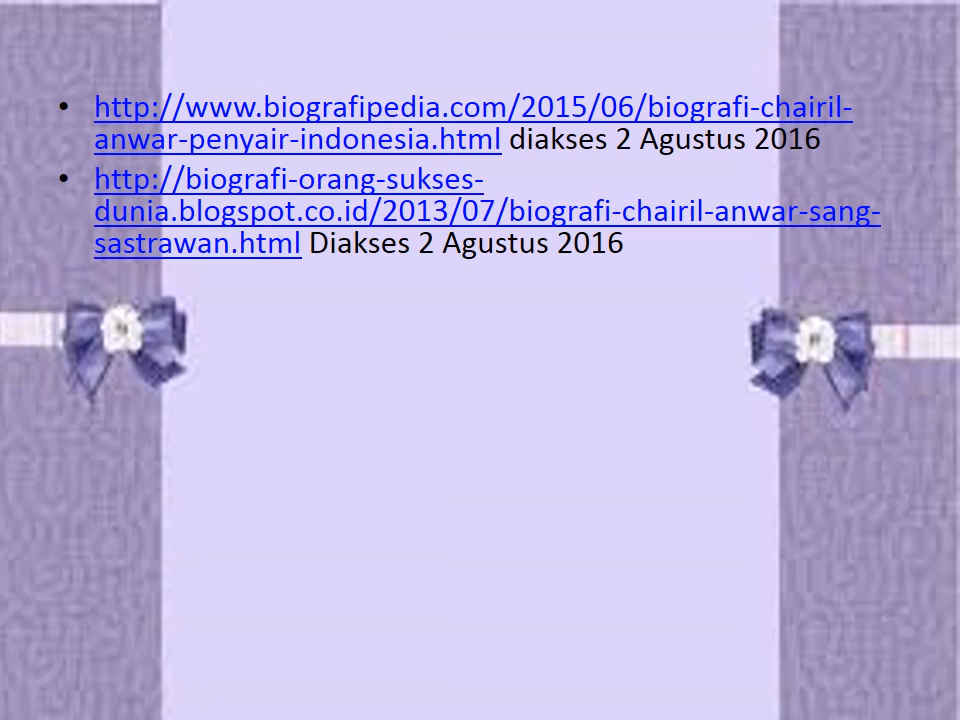 • http://www.biografipedia.com/2015/06/biografi-chairil-
anwar-penyair-indonesia.html diakses 2 Agustus 2016
• http://biografi-orang-sukses-
dunia.blogspot.co.id/2013/07/biografi-chairil-anwar-sang-
sastrawan.html Diakses 2 Agustus 2016